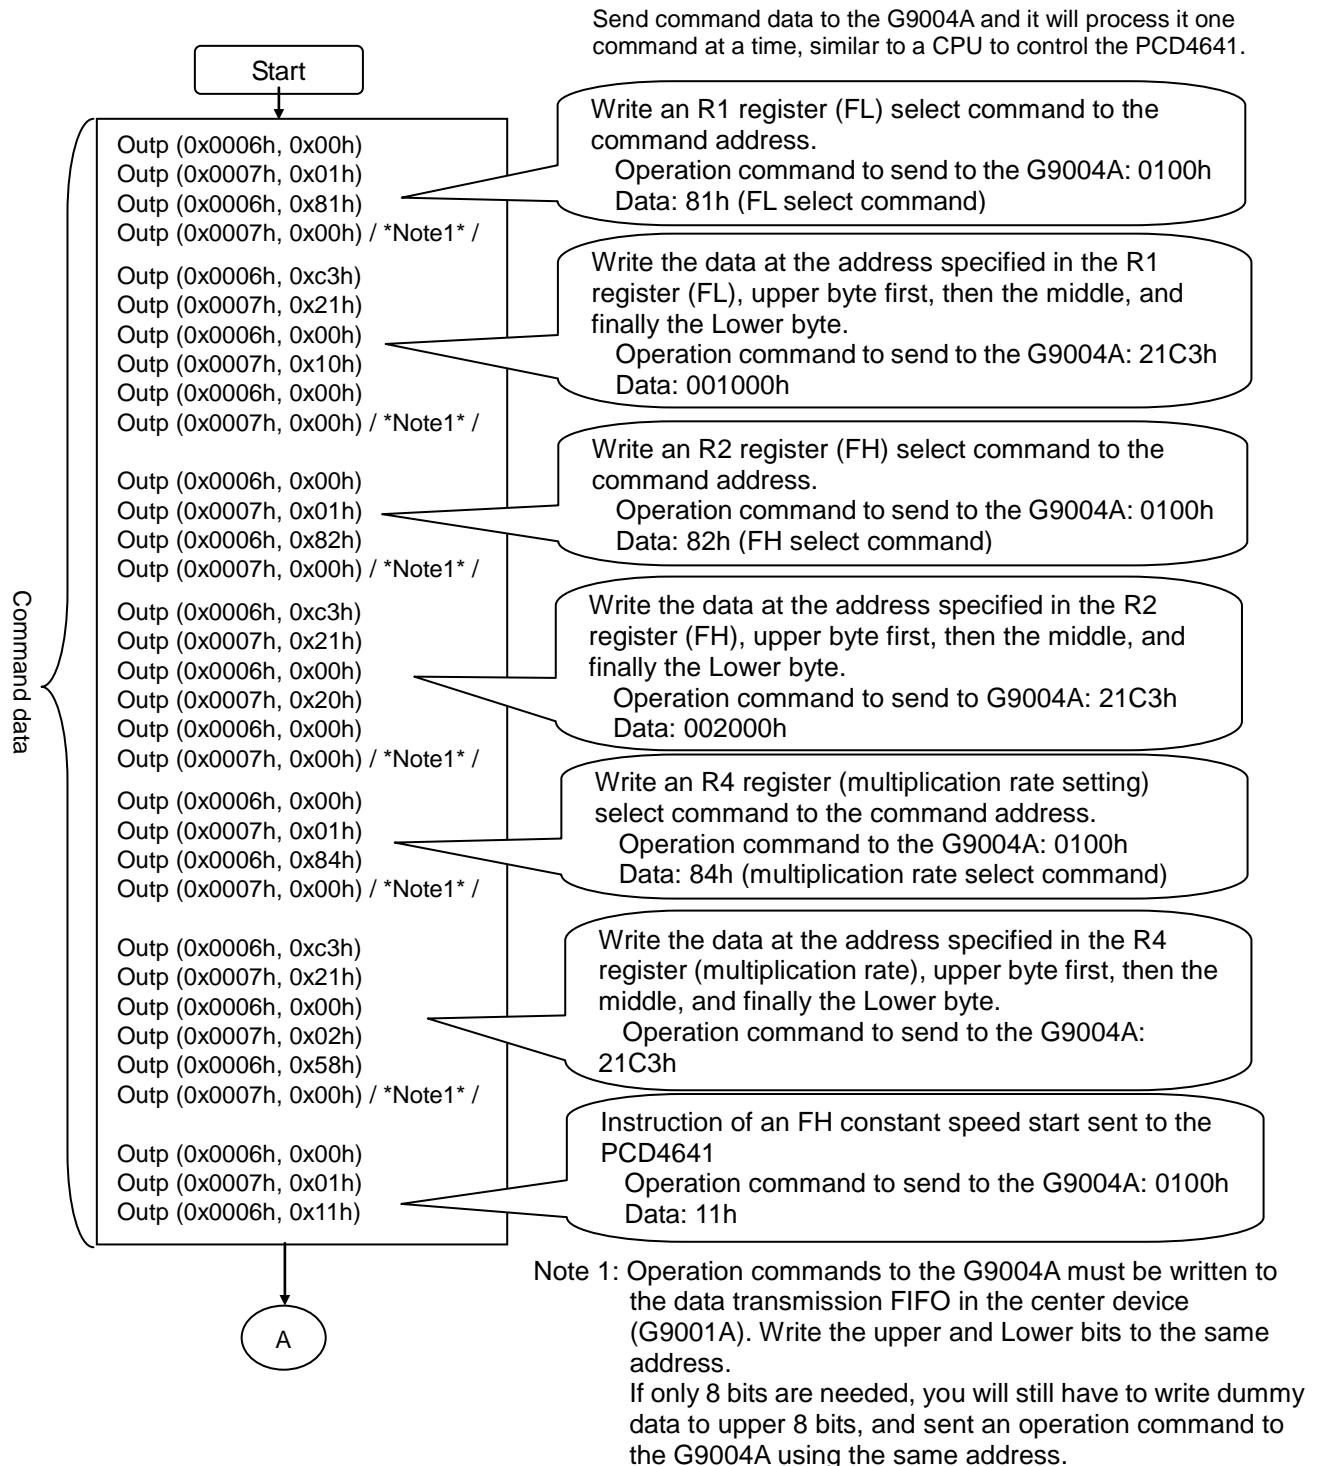 Send command data to the G9004A and it will process it one
command at a time, similar to a CPU to control the PCD4641.
Start
Command data
Outp (0x0006h, 0x00h)
Outp (0x0007h, 0x01h)
Outp (0x0006h, 0x81h)
Outp (0x0007h, 0x00h) / *Note1* /
Write an R1 register (FL) select command to the
command address.
Operation command to send to the G9004A: 0100h
Data: 81h (FL select command)
Outp (0x0006h, 0xc3h)
Outp (0x0007h, 0x21h)
Outp (0x0006h, 0x00h)
Outp (0x0007h, 0x10h)
Outp (0x0006h, 0x00h)
Outp (0x0007h, 0x00h) / *Note1* /
Write the data at the address specified in the R1
register (FL), upper byte first, then the middle, and
finally the Lower byte.
Operation command to send to the G9004A: 21C3h
Data: 001000h
Outp (0x0006h, 0x00h)
Outp (0x0007h, 0x01h)
Outp (0x0006h, 0x82h)
Outp (0x0007h, 0x00h) / *Note1* /
Write an R2 register (FH) select command to the
command address.
Operation command to send to the G9004A: 0100h
Data: 82h (FH select command)
Outp (0x0006h, 0xc3h)
Outp (0x0007h, 0x21h)
Outp (0x0006h, 0x00h)
Outp (0x0007h, 0x20h)
Outp (0x0006h, 0x00h)
Outp (0x0007h, 0x00h) / *Note1* /
Write the data at the address specified in the R2
register (FH), upper byte first, then the middle, and
finally the Lower byte.
Operation command to send to G9004A: 21C3h
Data: 002000h
Outp (0x0006h, 0x00h)
Outp (0x0007h, 0x01h)
Outp (0x0006h, 0x84h)
Outp (0x0007h, 0x00h) / *Note1* /
Write an R4 register (multiplication rate setting)
select command to the command address.
Operation command to the G9004A: 0100h
Data: 84h (multiplication rate select command)
Outp (0x0006h, 0xc3h)
Outp (0x0007h, 0x21h)
Outp (0x0006h, 0x00h)
Outp (0x0007h, 0x02h)
Outp (0x0006h, 0x58h)
Outp (0x0007h, 0x00h) / *Note1* /
Write the data at the address specified in the R4
register (multiplication rate), upper byte first, then the
middle, and finally the Lower byte.
Operation command to send to the G9004A:
21C3h
Outp (0x0006h, 0x00h)
Outp (0x0007h, 0x01h)
Outp (0x0006h, 0x11h)
Instruction of an FH constant speed start sent to the
PCD4641
Operation command to send to the G9004A: 0100h
Data: 11h
A
Note 1: Operation commands to the G9004A must be written to
the data transmission FIFO in the center device
(G9001A). Write the upper and Lower bits to the same
address.
If only 8 bits are needed, you will still have to write dummy
data to upper 8 bits, and sent an operation command to
the G9004A using the same address.